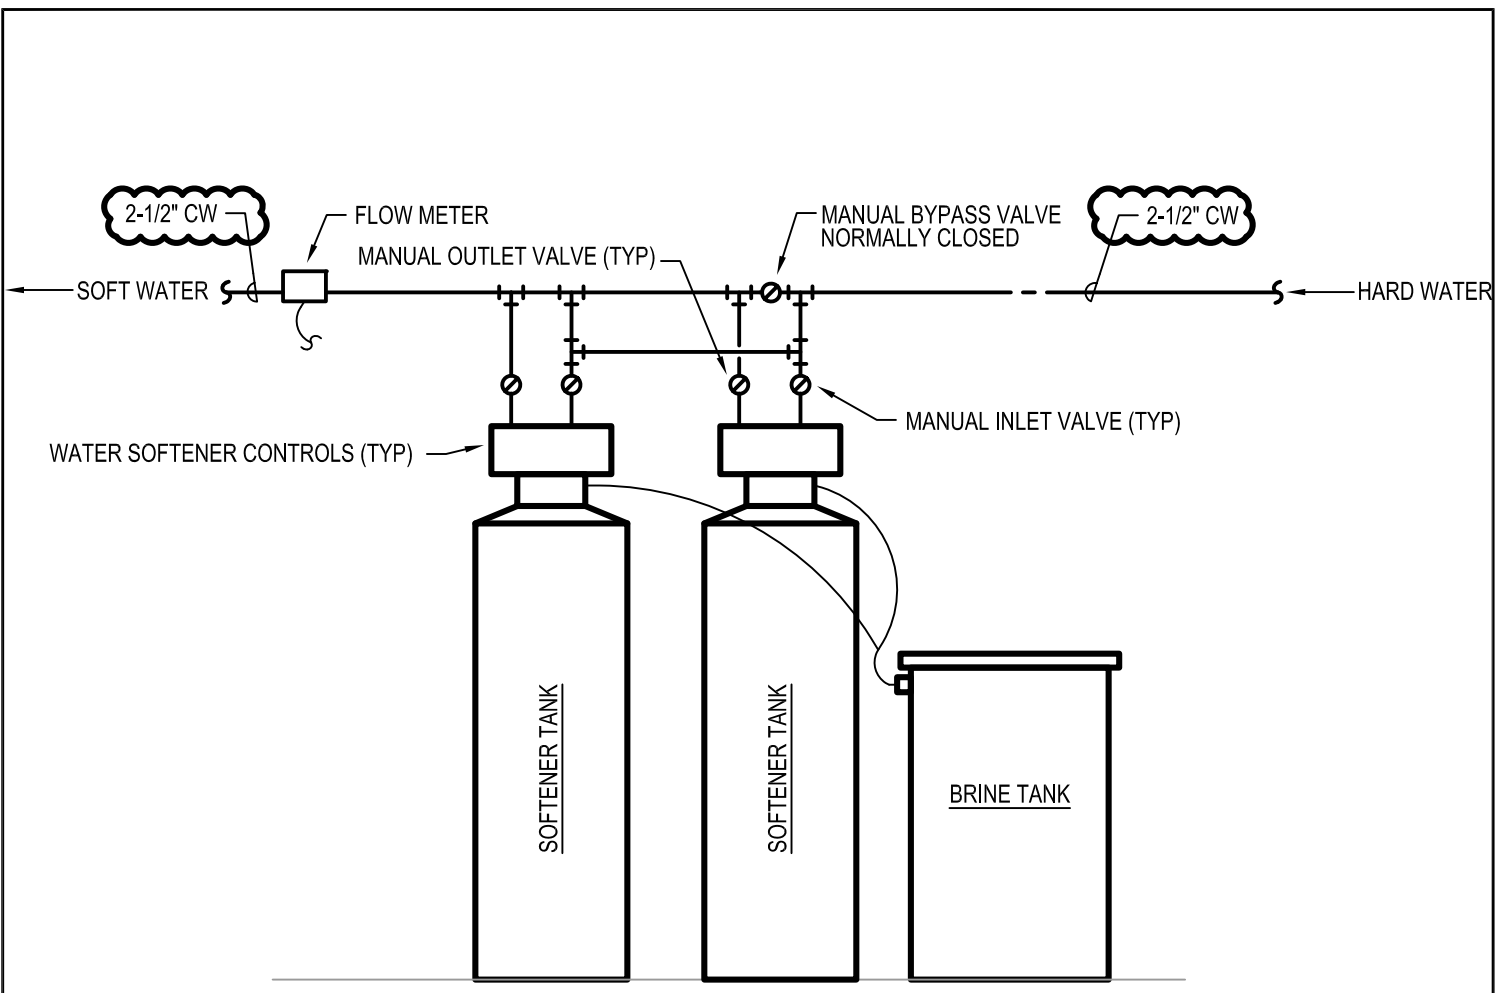 2-1/2" CW
FLOW METER
MANUAL BYPASS VALVE
NORMALLY CLOSED
2-1/2" CW
MANUAL OUTLET VALVE (TYP)
SOFT WATER
HARD WATER
MANUAL INLET VALVE (TYP)
WATER SOFTENER CONTROLS (TYP)
SOFTENER TANK
SOFTENER TANK
BRINE TANK